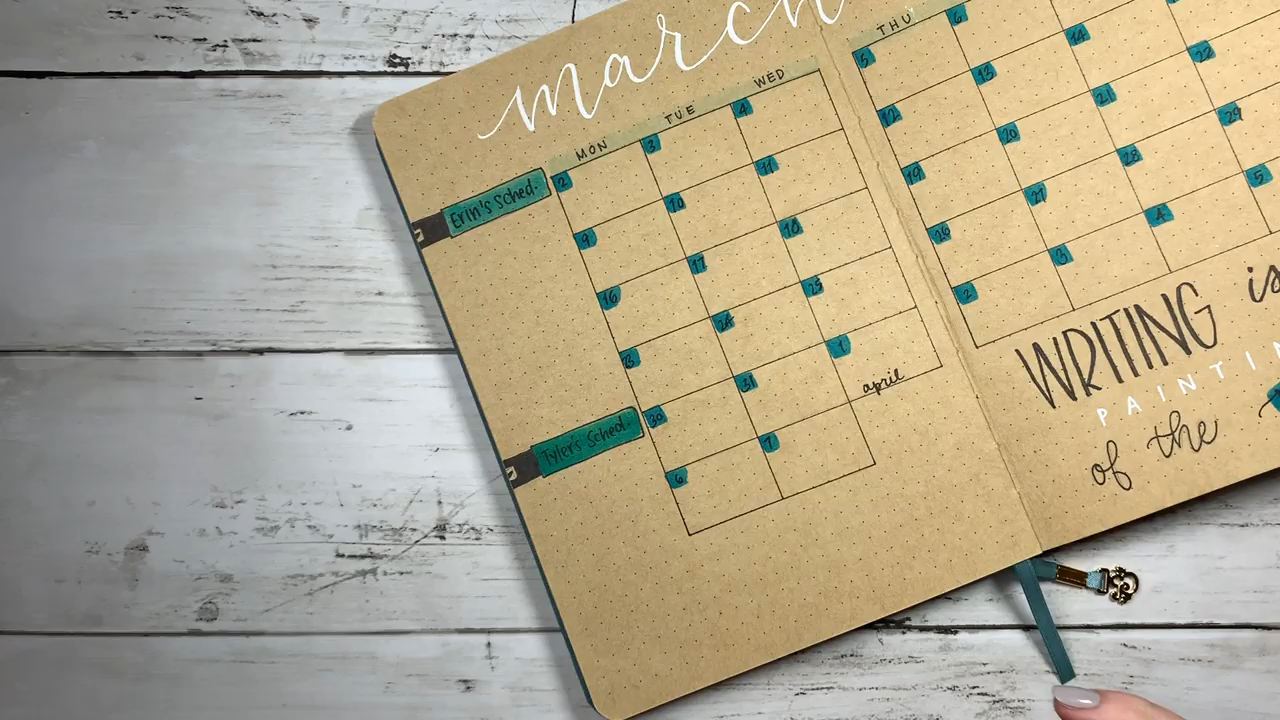 march
MON TUE WED
Erin's Sched.
2 3 4
9 10 11
16 17 18
23 24 25
30 31 1
april
Tyler's Sched.
6 7
THU
5 6
12 13 14
19 20 21 22
26 27 28 29
2 3 4 5
WRITING is
PAINTIN
of the